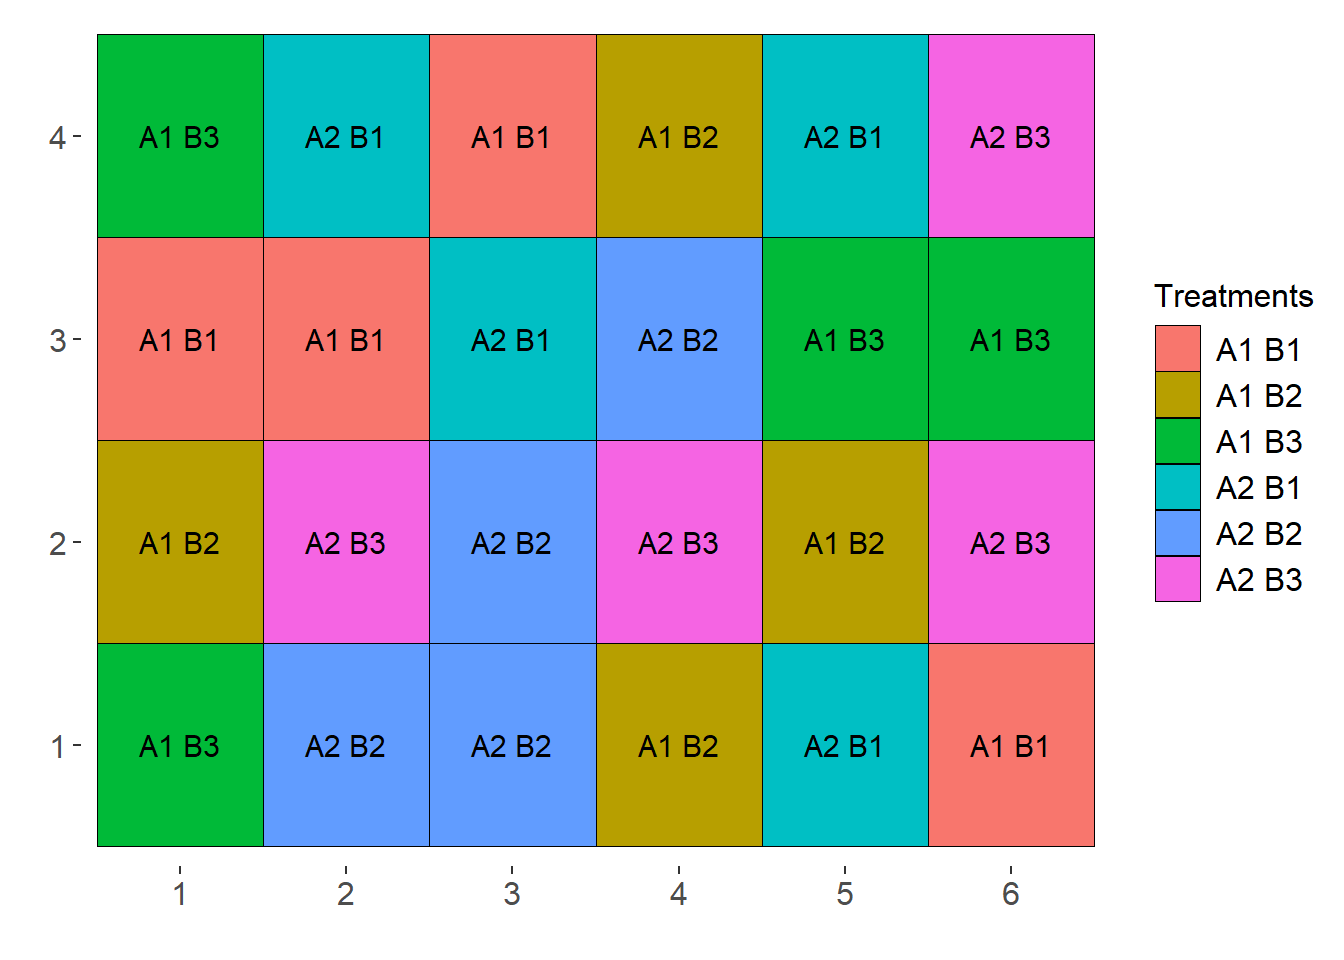 4 A1 B3 A2 B1 A1 B1 A1 B2 A2 B1 A2 B3
3 A1 B1 A1 B1 A2 B1 A2 B2 A1 B3 A1 B3
2 A1 B2 A2 B3 A2 B2 A2 B3 A1 B2 A2 B3
1 A1 B3 A2 B2 A2 B2 A1 B2 A2 B1 A1 B1
1 2 3 4 5 6
Treatments
A1 B1
A1 B2
A1 B3
A2 B1
A2 B2
A2 B3